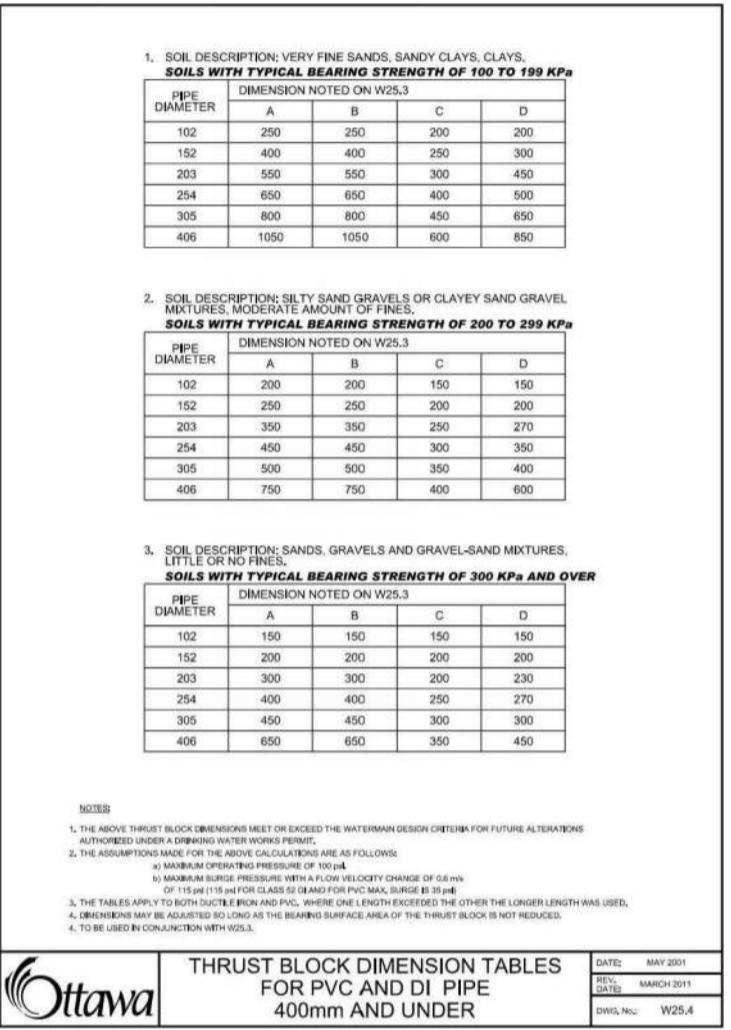 1. SOIL DESCRIPTION: VERY FINE SANDS, SANDY CLAYS, CLAYS.
SOILS WITH TYPICAL BEARING STRENGTH OF 100 TO 199 KPa
PIPE DIAMETER DIMENSION NOTED ON W25.3
A B C D
102 250 250 200 200
152 400 400 250 300
203 550 550 300 450
254 650 650 400 500
305 800 800 450 650
406 1050 1050 600 850
2. SOIL DESCRIPTION: SILTY SAND GRAVELS OR CLAYEY SAND GRAVEL
MIXTURES, MODERATE AMOUNT OF FINES.
SOILS WITH TYPICAL BEARING STRENGTH OF 200 TO 299 KPa
PIPE DIAMETER DIMENSION NOTED ON W25.3
A B C D
102 200 200 150 150
152 250 250 200 200
203 350 350 250 270
254 450 450 300 350
305 500 500 350 400
406 750 750 400 600
3. SOIL DESCRIPTION: SANDS, GRAVELS AND GRAVEL-SAND MIXTURES,
LITTLE OR NO FINES.
SOILS WITH TYPICAL BEARING STRENGTH OF 300 KPa AND OVER
PIPE DIAMETER DIMENSION NOTED ON W25.3
A B C D
102 150 150 150 150
152 200 200 200 200
203 300 300 200 230
254 400 400 250 270
305 450 450 300 300
406 650 650 350 450
NOTES:
1. THE ABOVE THRUST BLOCK DIMENSIONS MEET OR EXCEED THE WATERMAIN DESIGN CRITERIA FOR FUTURE ALTERATIONS
AUTHORIZED UNDER A DRINKING WATER WORKS PERMIT.
2. THE ASSUMPTIONS MADE FOR THE ABOVE CALCULATIONS ARE AS FOLLOWS:
a) MAXIMUM OPERATING PRESSURE OF 100 psi.
b) MAXIMUM SURGE PRESSURE WITH A FLOW VELOCITY CHANGE OF 0.6 m/s
OF 115 psi (115 psi FOR CLASS 52 DI AND FOR PVC MAX. SURGE IS 35 psi)
3. THE TABLES APPLY TO BOTH DUCTILE IRON AND PVC. WHERE ONE LENGTH EXCEEDED THE OTHER THE LONGER LENGTH WAS USED.
4. DIMENSIONS MAY BE ADJUSTED SO LONG AS THE BEARING SURFACE AREA OF THE THRUST BLOCK IS NOT REDUCED.
4. TO BE USED IN CONJUNCTION WITH W25.3.
Ottawa
THRUST BLOCK DIMENSION TABLES
FOR PVC AND DI PIPE
400mm AND UNDER
DATE: MAY 2001
REV. DATE: MARCH 2011
DWG. No.: W25.4